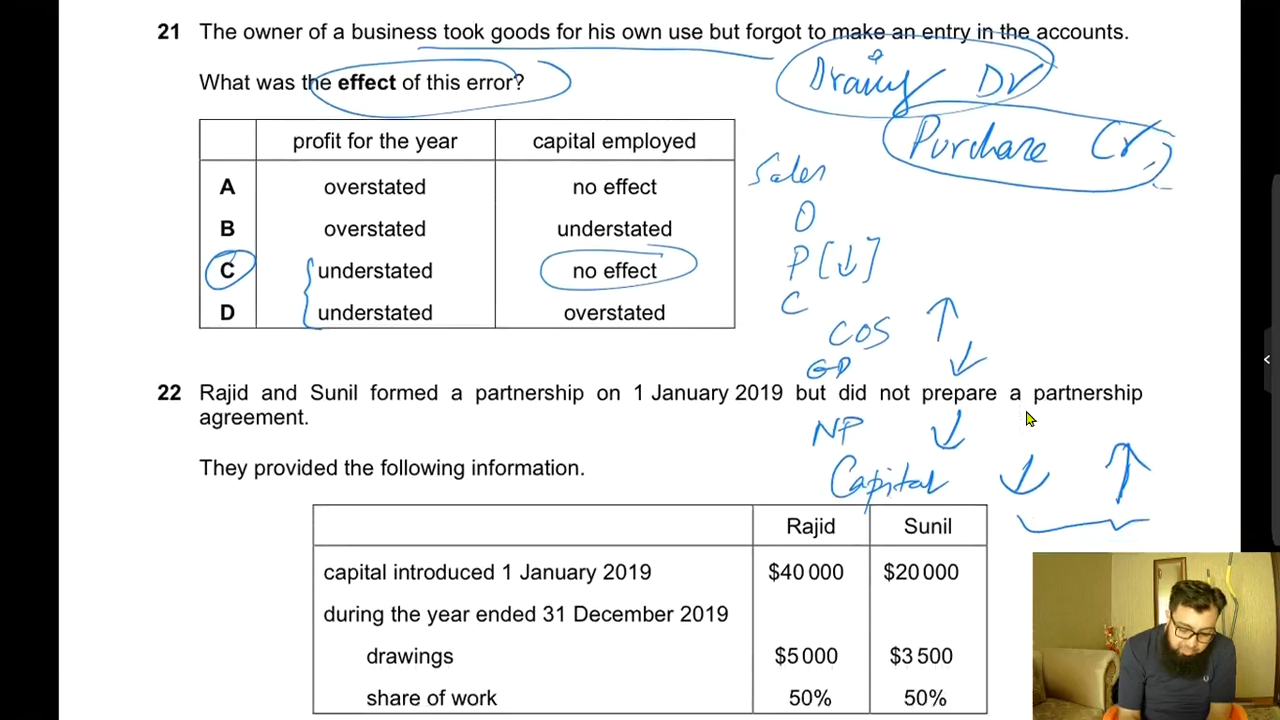 21 The owner of a business took goods for his own use but forgot to make an entry in the accounts.
What was the effect of this error?
Drawing Dr
Purchase Cr
profit for the year capital employed
A overstated no effect
B overstated understated
C understated no effect
D understated overstated
Sales
O
P [↓]
C
COS ↑
GP ↓
NP ↓
Capital ↓ ↑
22 Rajid and Sunil formed a partnership on 1 January 2019 but did not prepare a partnership
agreement.
They provided the following information.
Rajid Sunil
capital introduced 1 January 2019 $40 000 $20 000
during the year ended 31 December 2019
drawings $5 000 $3 500
share of work 50% 50%
<